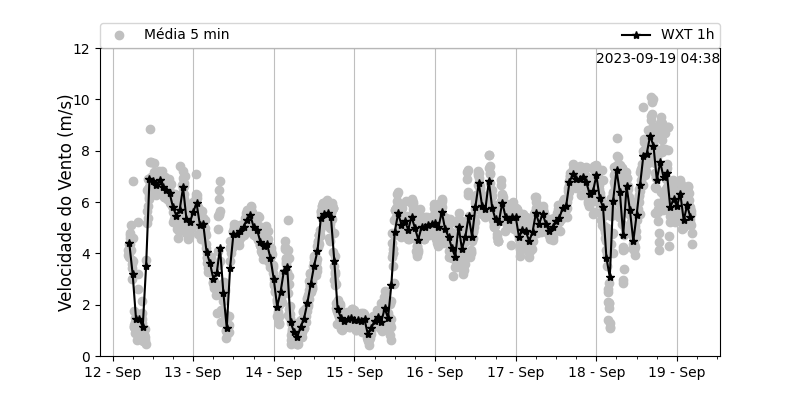 Média 5 min WXT 1h
2023-09-19 04:38
Velocidade do Vento (m/s)
12
10
8
6
4
2
0
12 - Sep 13 - Sep 14 - Sep 15 - Sep 16 - Sep 17 - Sep 18 - Sep 19 - Sep